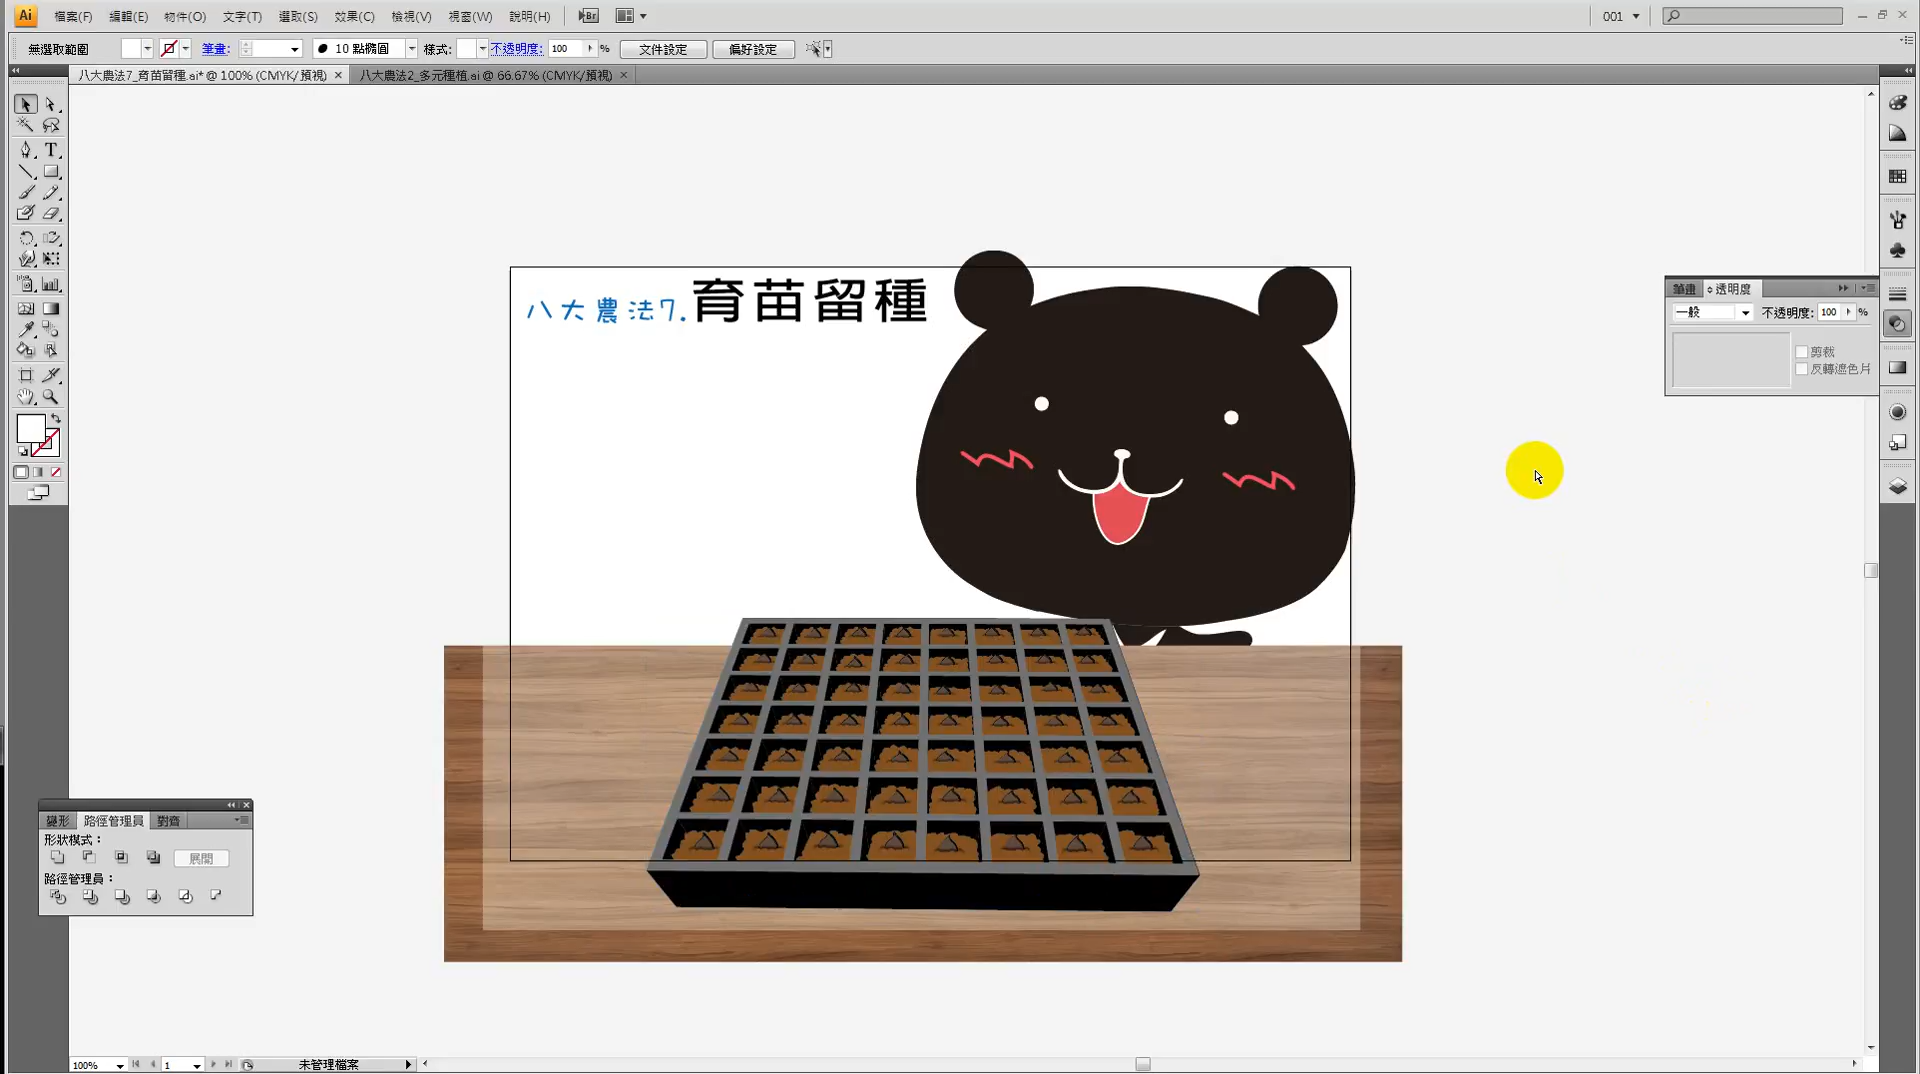 Ai 檔案(F) 編輯(E) 物件(O) 文字(T) 選取(S) 效果(C) 檢視(V) 視窗(W) 說明(H) Br 001
無選取範圍 筆畫: 10 點橢圓 樣式: 不透明度: 100 % 文件設定 偏好設定
八大農法7_育苗留種.ai* @ 100% (CMYK/預視) 八大農法2_多元種植.ai @ 66.67% (CMYK/預視)
八大農法7.育苗留種
筆畫 透明度
一般 不透明度: 100 %
剪裁
反轉遮色片
變形 路徑管理員 對齊
形狀模式:
展開
路徑管理員:
100% 1 未管理檔案